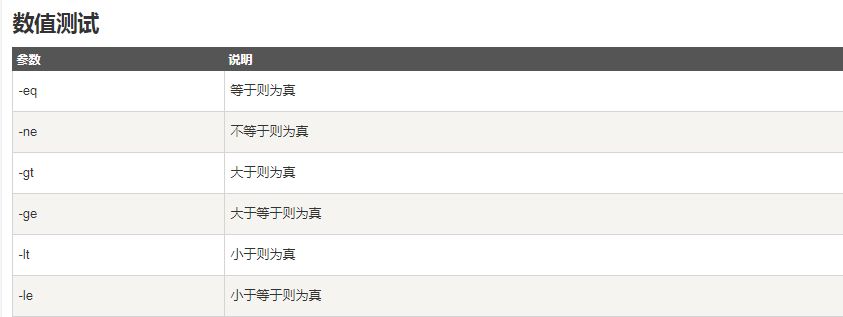 数值测试
参数 说明
-eq 等于则为真
-ne 不等于则为真
-gt 大于则为真
-ge 大于等于则为真
-lt 小于则为真
-le 小于等于则为真